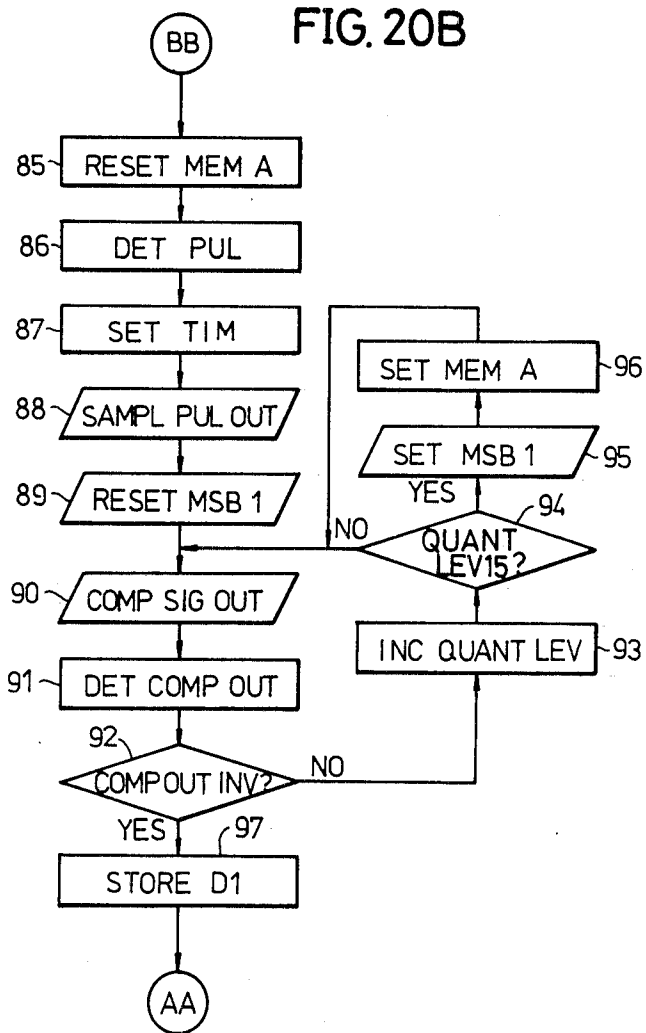 FIG. 20B
BB
85 RESET MEM A
86 DET PUL
87 SET TIM
88 SAMPL PUL OUT
89 RESET MSB 1
90 COMP SIG OUT
91 DET COMP OUT
92
COMP OUT INV?
NO
YES
97
STORE D1
AA
SET MEM A 96
SET MSB 1 95
YES
94
NO
QUANT
LEV15?
INC QUANT LEV 93